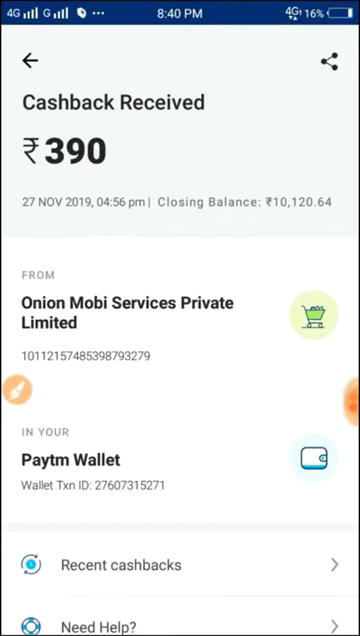 4G G ... 8:40 PM 4G 16%
Cashback Received
₹390
27 NOV 2019, 04:56 pm | Closing Balance: ₹10,120.64
FROM
Onion Mobi Services Private
Limited
10112157485398793279
IN YOUR
Paytm Wallet
Wallet Txn ID: 27607315271
Recent cashbacks
Need Help?